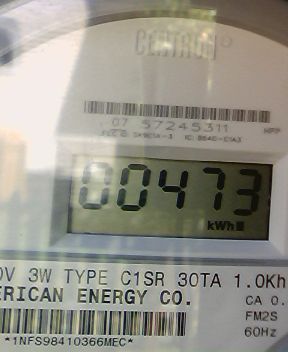 CENTRON
07 57245311
00473
kWh
0V 3W TYPE C1SR 30TA 1.0Kh
ERICAN ENERGY CO.
CA 0.
FM2S
60Hz
*1NFS98410366MEC*